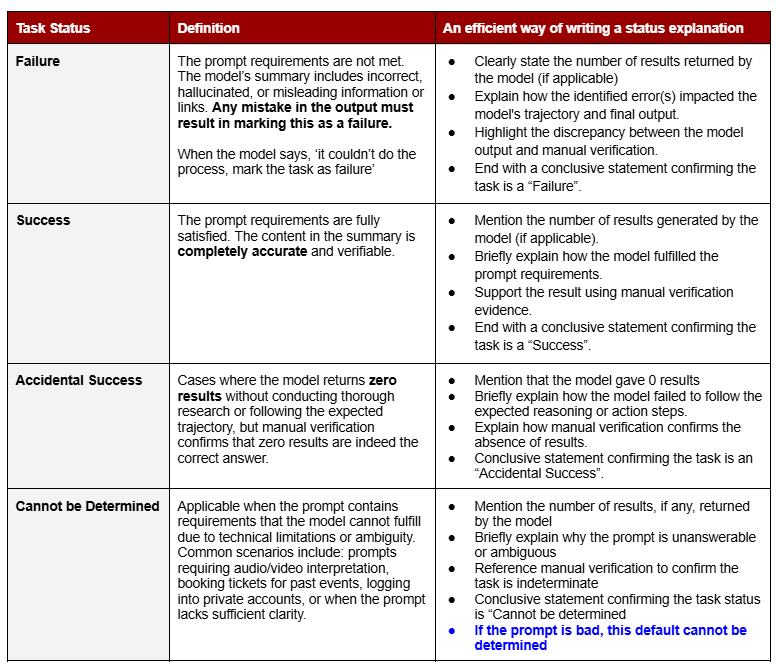 Task Status
Definition
An efficient way of writing a status explanation
Failure
The prompt requirements are not met.
The model's summary includes incorrect,
hallucinated, or misleading information or
links. Any mistake in the output must
result in marking this as a failure.
When the model says, 'it couldn't do the
process, mark the task as failure'
● Clearly state the number of results returned by
the model (if applicable)
● Explain how the identified error(s) impacted the
model's trajectory and final output.
● Highlight the discrepancy between the model
output and manual verification.
● End with a conclusive statement confirming the
task is a “Failure”.
Success
The prompt requirements are fully
satisfied. The content in the summary is
completely accurate and verifiable.
● Mention the number of results generated by the
model (if applicable).
● Briefly explain how the model fulfilled the
prompt requirements.
● Support the result using manual verification
evidence.
● End with a conclusive statement confirming the
task is a “Success”.
Accidental Success
Cases where the model returns zero
results without conducting thorough
research or following the expected
trajectory, but manual verification
confirms that zero results are indeed the
correct answer.
● Mention that the model gave 0 results
● Briefly explain how the model failed to follow the
expected reasoning or action steps.
● Explain how manual verification confirms the
absence of results.
● Conclusive statement confirming the task is an
“Accidental Success”.
Cannot be Determined
Applicable when the prompt contains
requirements that the model cannot fulfill
due to technical limitations or ambiguity.
Common scenarios include: prompts
requiring audio/video interpretation,
booking tickets for past events, logging
into private accounts, or when the prompt
lacks sufficient clarity.
● Mention the number of results, if any, returned
by the model
● Briefly explain why the prompt is unanswerable
or ambiguous
● Reference manual verification to confirm the
task is indeterminate
● Conclusive statement confirming the task status
is “Cannot be determined
● If the prompt is bad, this default cannot be
determined